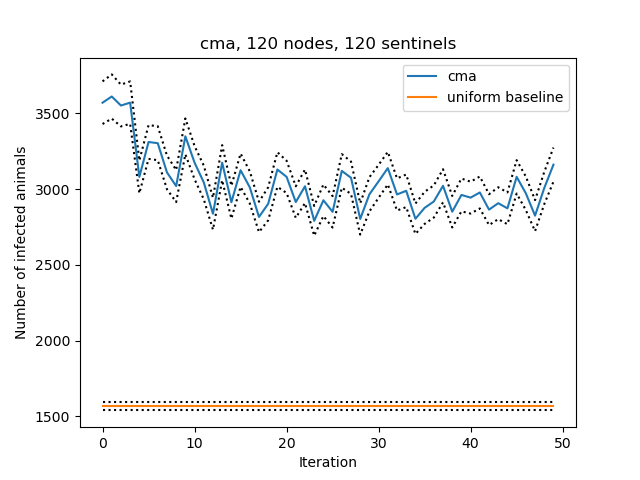 cma, 120 nodes, 120 sentinels
cma
uniform baseline
Number of infected animals
3500
3000
2500
2000
1500
0 10 20 30 40 50
Iteration